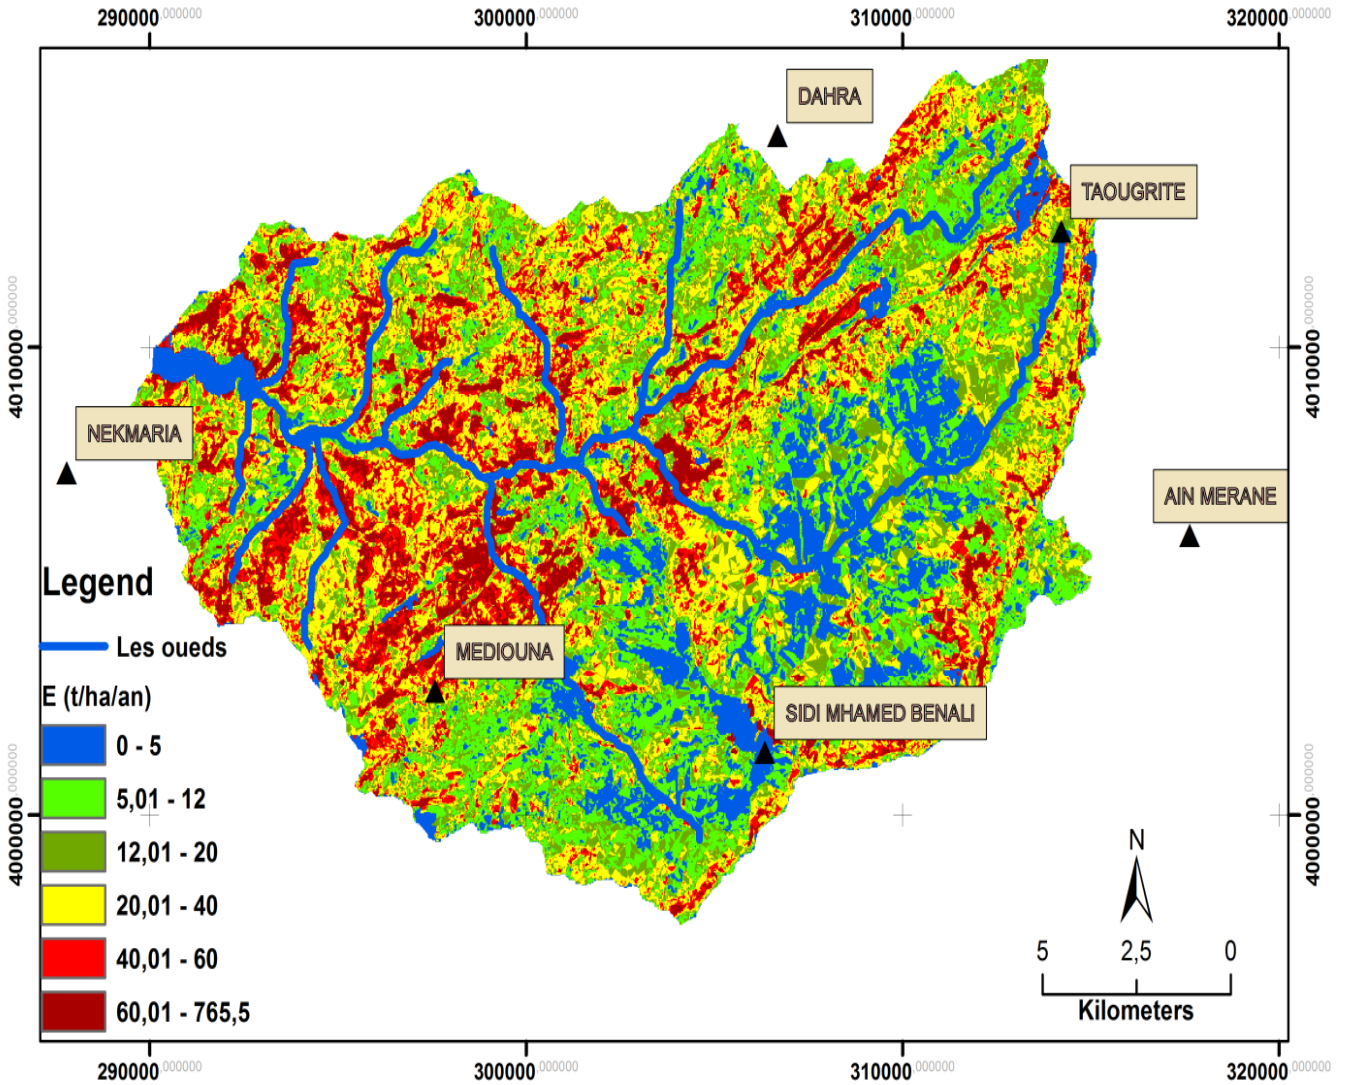 290000,000000 300000,000000 310000,000000 320000,000000
DAHRA
TAOUGRITE
4010000,000000
4010000,000000
NEKMARIA
AIN MERANE
Legend
Les oueds
MEDIOUNA
E (t/ha/an)
SIDI MHAMED BENALI
0 - 5
5,01 - 12
4000000,000000
4000000,000000
12,01 - 20
N
20,01 - 40
40,01 - 60
5 2,5 0
60,01 - 765,5
Kilometers
290000,000000 300000,000000 310000,000000 320000,000000